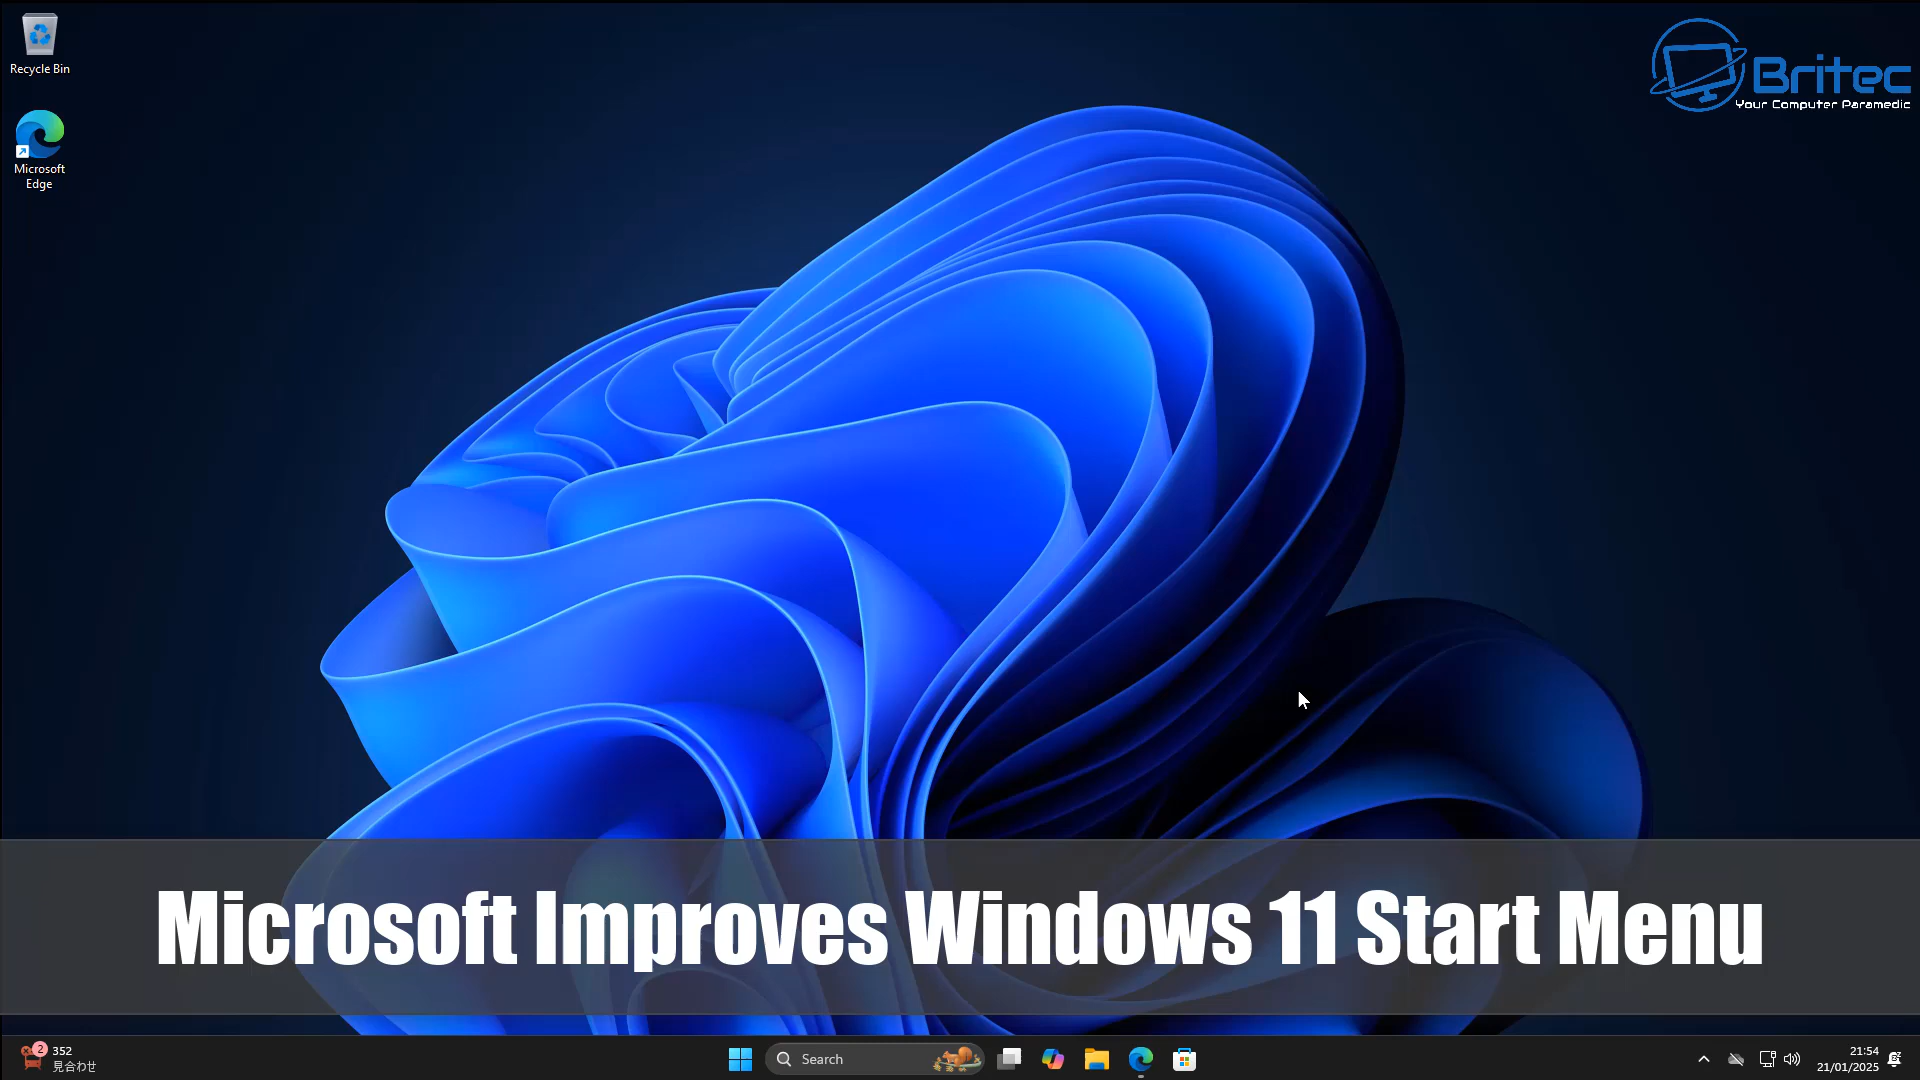 Recycle Bin
Microsoft
Edge
Britec
Your Computer Paramedic
Microsoft Improves Windows 11 Start Menu
2
352
見合わせ
Search
21:54
21/01/2025